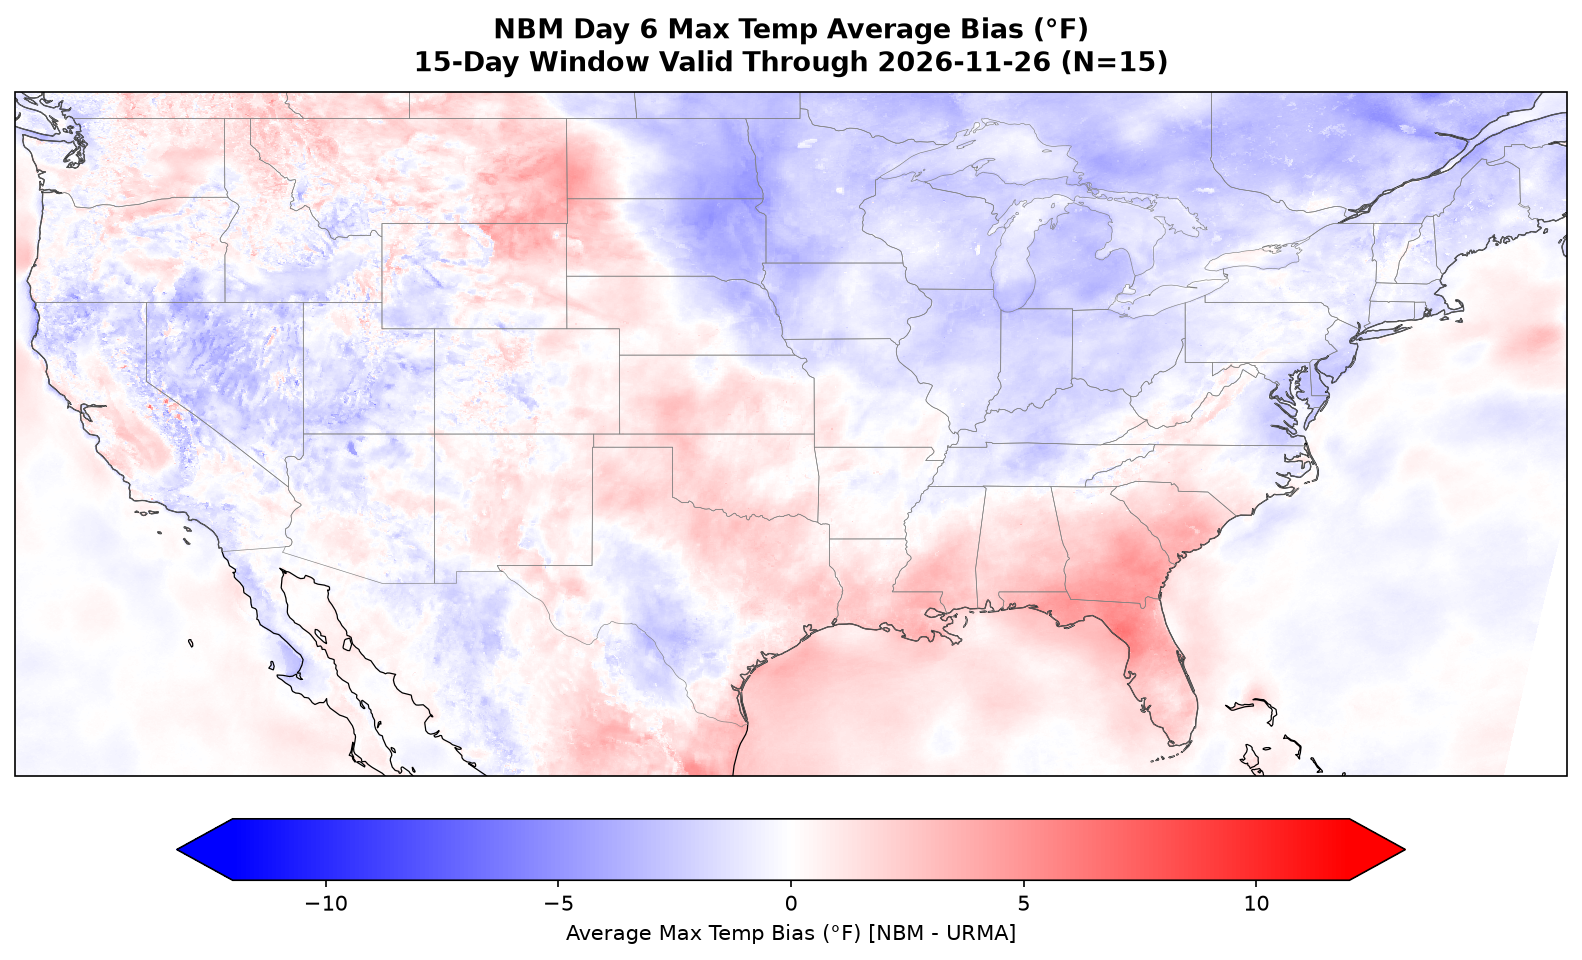 NBM Day 6 Max Temp Average Bias (°F)
15-Day Window Valid Through 2026-11-26 (N=15)
−10 −5 0 5 10
Average Max Temp Bias (°F) [NBM - URMA]